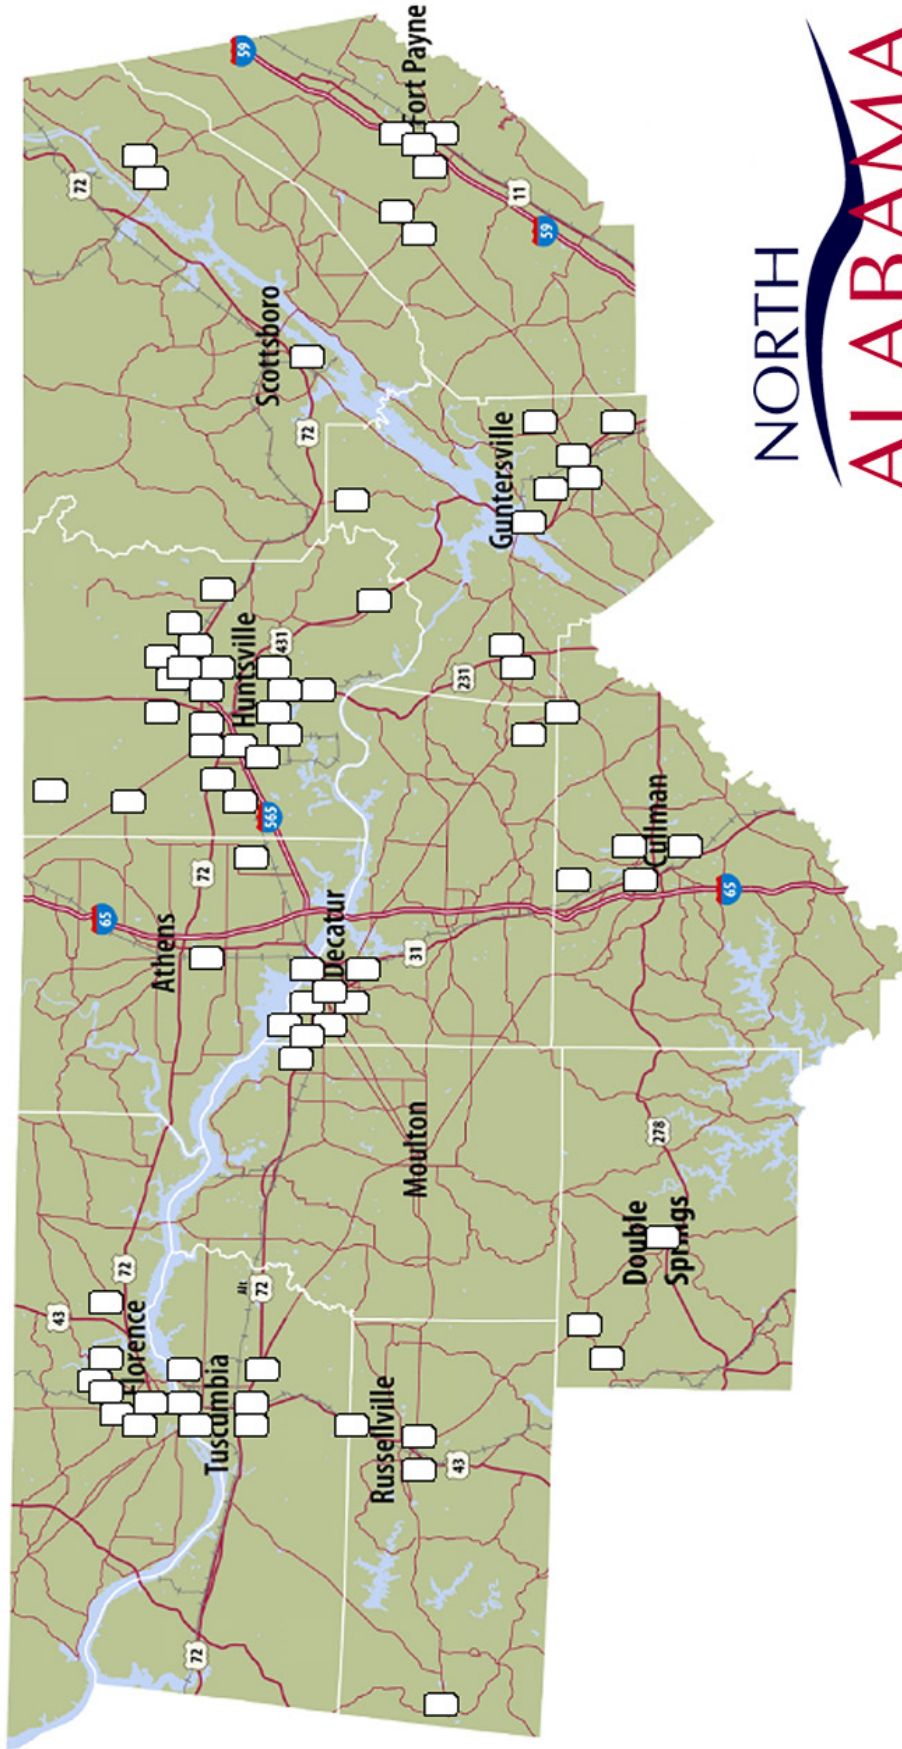 59
Fort Payne
72
11
59
Scottsboro
72
Guntersville
NORTH
ALABAMA
Huntsville
431
231
565
72
65
Athens
Decatur
31
Cullman
65
Moulton
278
Double
Springs
43
72
Florence
Alt
72
Tuscumbia
Russellville
43
72